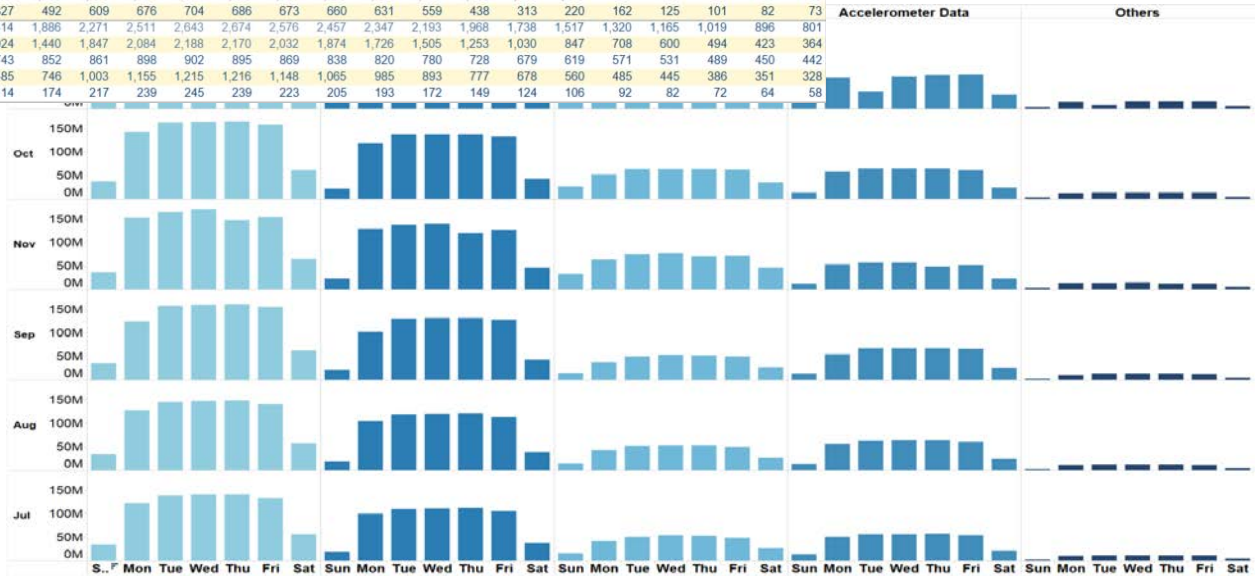 27 492 609 676 704 686 673 660 631 559 438 313 220 162 125 101 82 73
14 1,886 2,271 2,511 2,643 2,674 2,576 2,457 2,347 2,193 1,968 1,738 1,517 1,320 1,165 1,019 896 801
24 1,440 1,847 2,084 2,188 2,170 2,032 1,874 1,726 1,505 1,253 1,030 847 708 600 494 423 364
43 852 861 898 902 895 869 838 820 780 728 679 619 571 531 489 450 442
85 746 1,003 1,155 1,215 1,216 1,148 1,065 985 893 777 678 560 485 445 386 351 328
14 174 217 239 245 239 223 205 193 172 149 124 106 92 82 72 64 58
Accelerometer Data Others
150M
Oct 100M
50M
0M
150M
Nov 100M
50M
0M
150M
Sep 100M
50M
0M
150M
Aug 100M
50M
0M
150M
Jul 100M
50M
0M
S.. Mon Tue Wed Thu Fri Sat Sun Mon Tue Wed Thu Fri Sat Sun Mon Tue Wed Thu Fri Sat Sun Mon Tue Wed Thu Fri Sat Sun Mon Tue Wed Thu Fri Sat